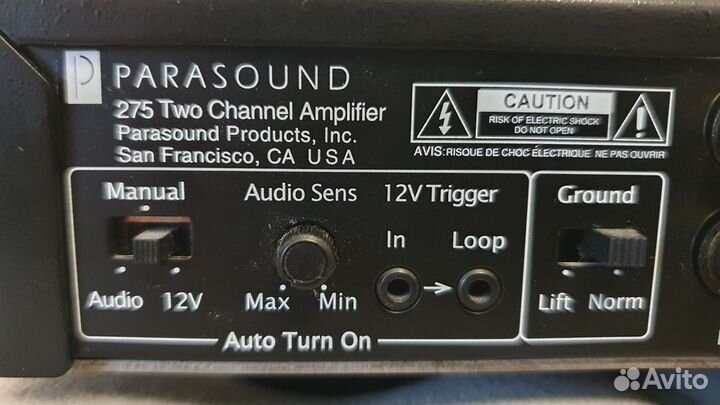 PARASOUND
275 Two Channel Amplifier
Parasound Products, Inc.
San Francisco, CA USA
CAUTION
RISK OF ELECTRIC SHOCK
DO NOT OPEN
AVIS: RISQUE DE CHOC ÉLECTRIQUE NE PAS OUVRIR
Manual
Audio 12V
Audio Sens
Max Min
12V Trigger
In Loop
Auto Turn On
Ground
Lift Norm
Avito